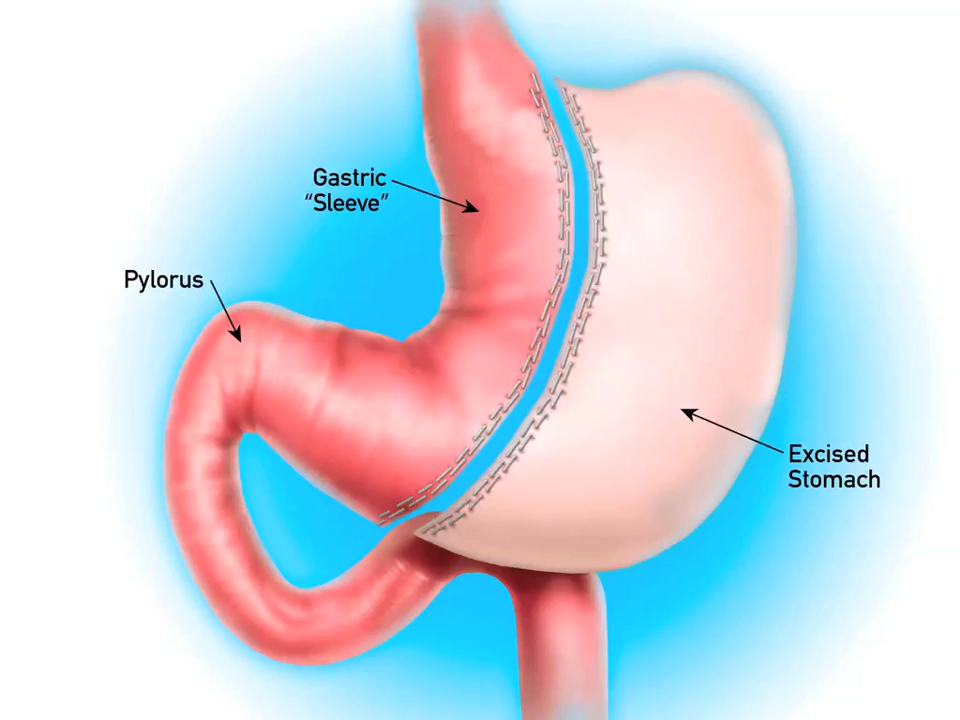 Gastric
“Sleeve”
Pylorus
Excised
Stomach